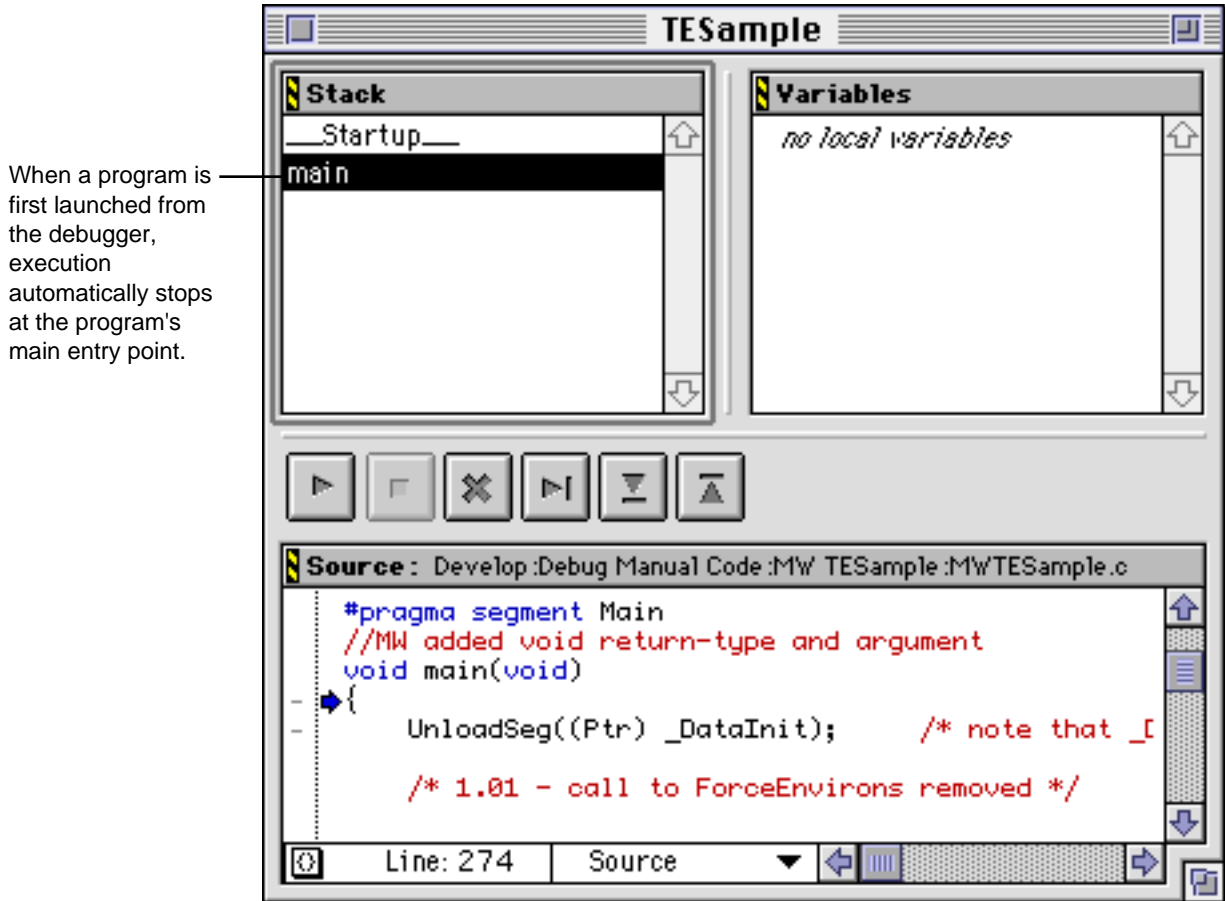 TESample
Stack
__Startup__
main
Variables
no local variables
When a program is
first launched from
the debugger,
execution
automatically stops
at the program's
main entry point.
Source: Develop:Debug Manual Code:MW TESample:MWTESample.c
#pragma segment Main
//MW added void return-type and argument
void main(void)
{
UnloadSeg((Ptr) _DataInit); /* note that _
/* 1.01 - call to ForceEnvirons removed */
Line: 274 Source